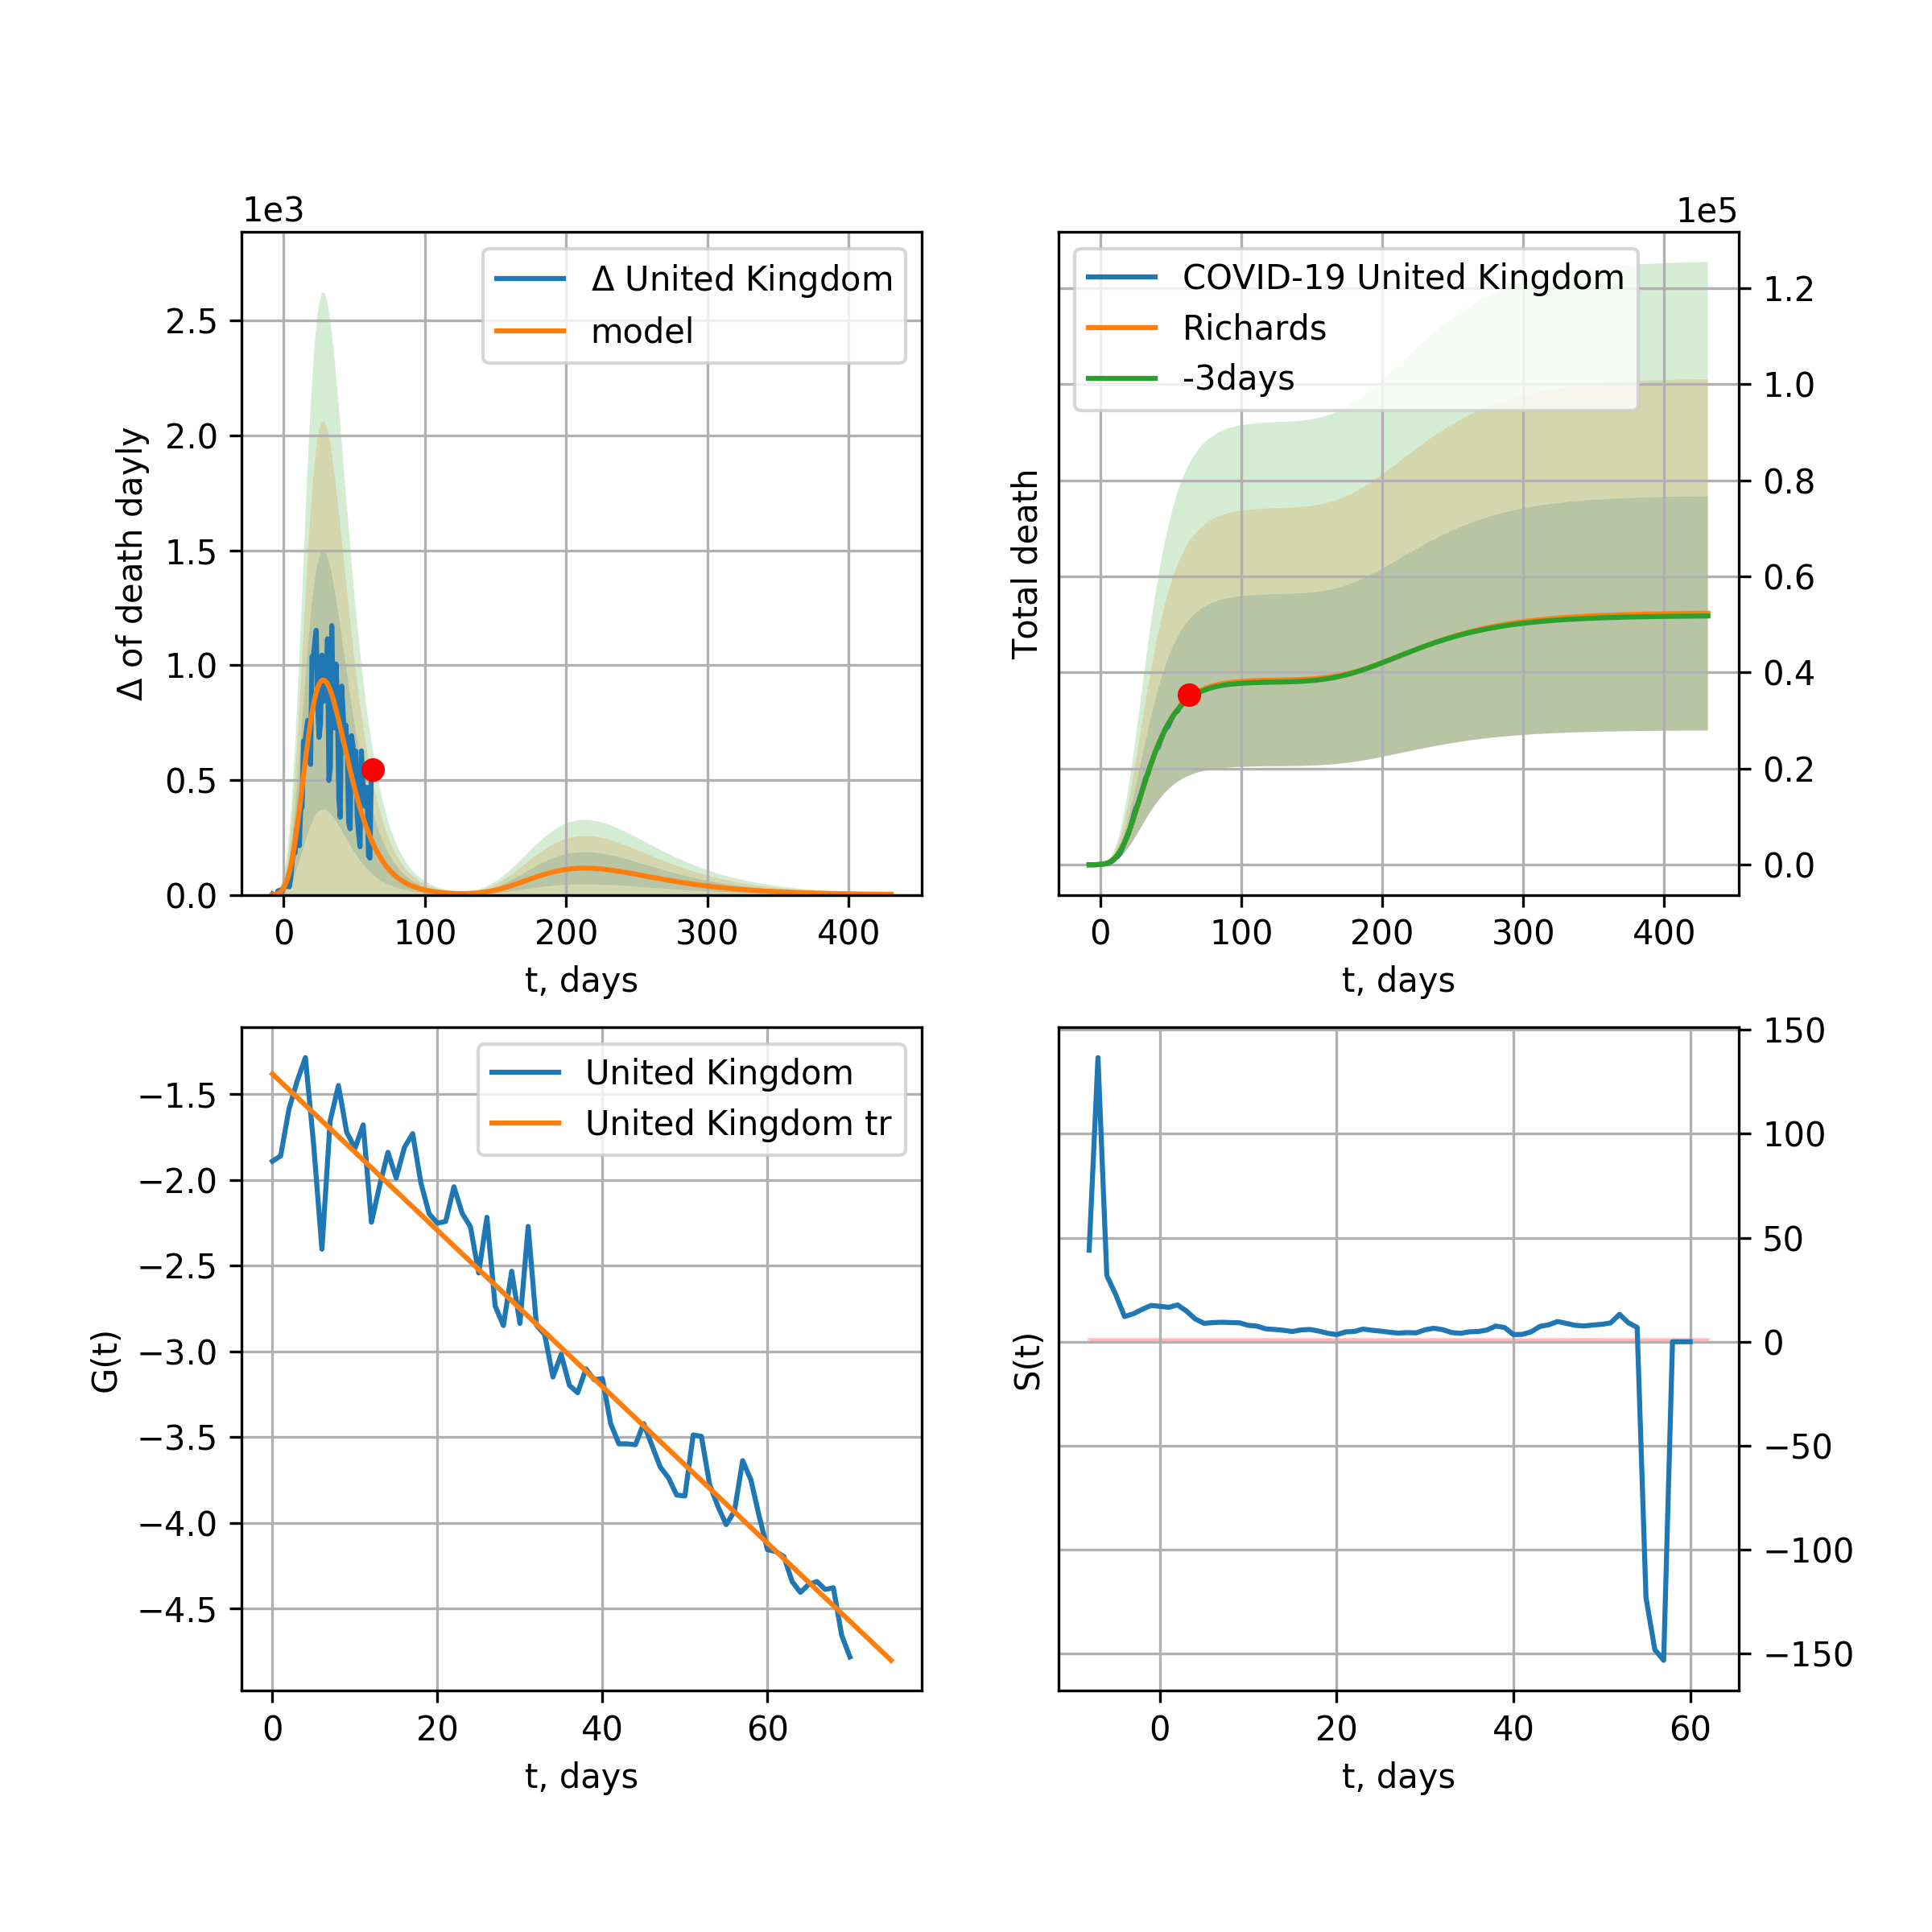 1e3
Δ United Kingdom
model
2.5
2.0
1.5
1.0
0.5
0.0
Δ of death dayly
0 100 200 300 400
t, days
1e5
COVID-19 United Kingdom
Richards
-3days
1.2
1.0
0.8
0.6
0.4
0.2
0.0
Total death
0 100 200 300 400
t, days
United Kingdom
United Kingdom tr
−1.5
−2.0
−2.5
−3.0
−3.5
−4.0
−4.5
G(t)
0 20 40 60
t, days
150
100
50
0
−50
−100
−150
S(t)
0 20 40 60
t, days